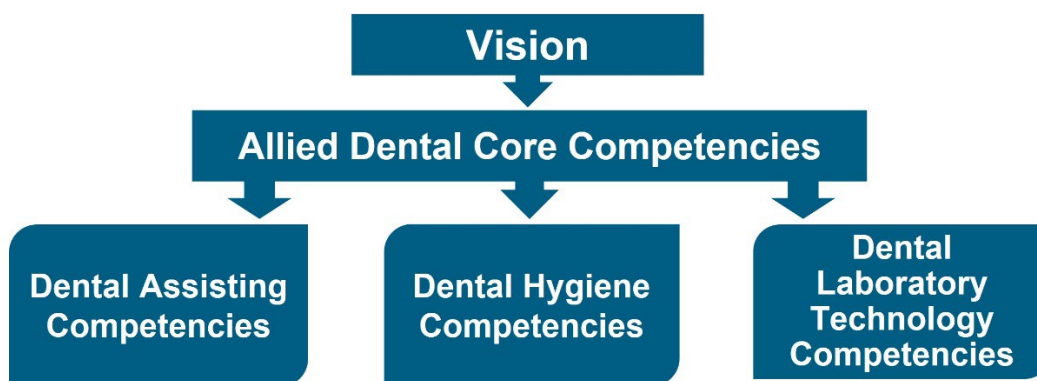 Vision
Allied Dental Core Competencies
Dental Assisting
Competencies
Dental Hygiene
Competencies
Dental
Laboratory
Technology
Competencies